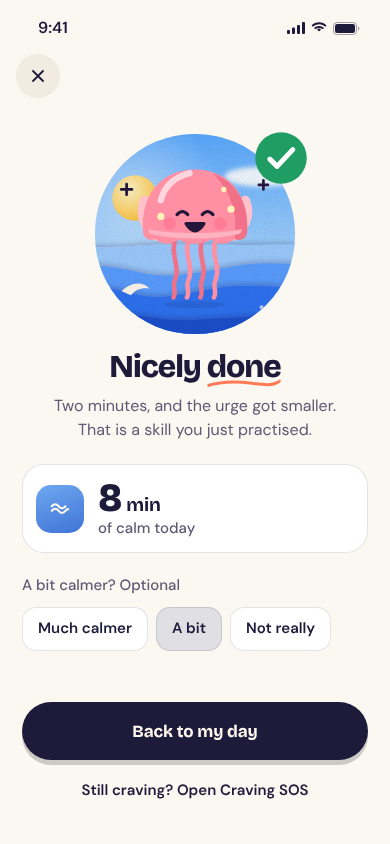 9:41
Nicely done
Two minutes, and the urge got smaller.
That is a skill you just practised.
8 min
of calm today
A bit calmer? Optional
Much calmer
A bit
Not really
Back to my day
Still craving? Open Craving SOS